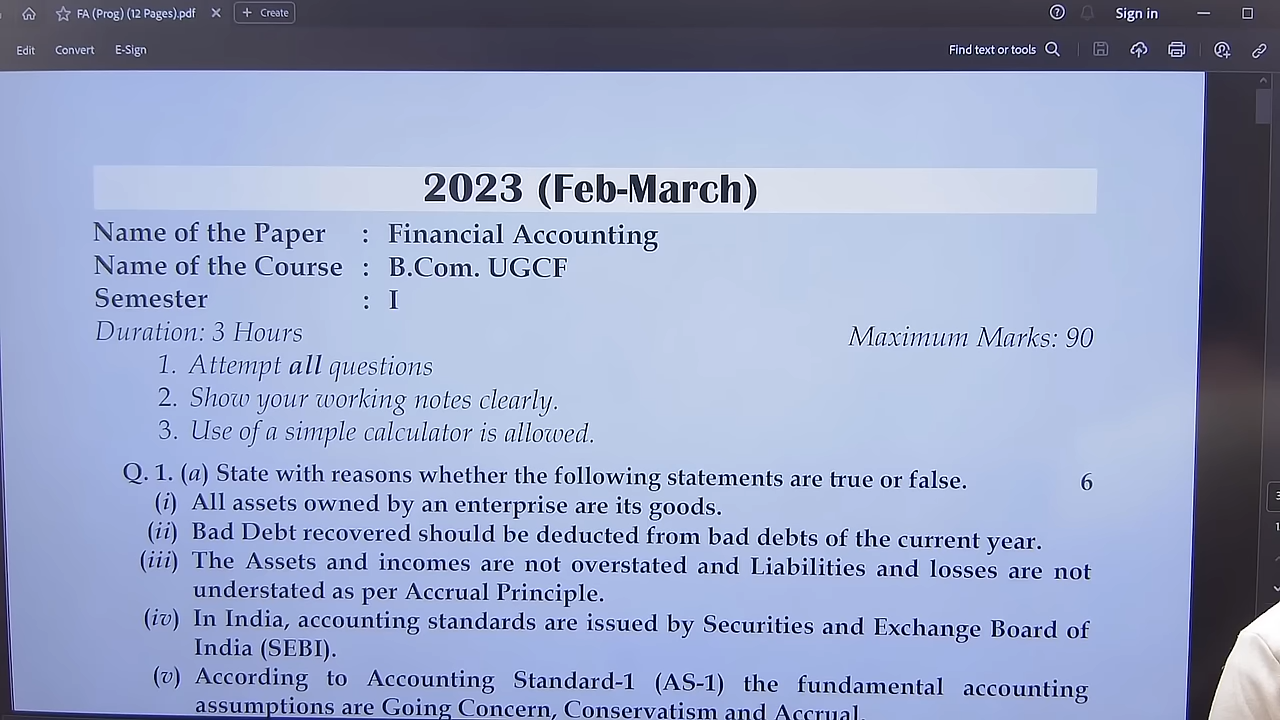 FA (Prog) (12 Pages).pdf
+ Create
Sign in
Edit Convert E-Sign
Find text or tools
2023 (Feb-March)
Name of the Paper : Financial Accounting
Name of the Course : B.Com. UGCF
Semester : I
Duration: 3 Hours Maximum Marks: 90
1. Attempt all questions
2. Show your working notes clearly.
3. Use of a simple calculator is allowed.
Q. 1. (a) State with reasons whether the following statements are true or false. 6
(i) All assets owned by an enterprise are its goods.
(ii) Bad Debt recovered should be deducted from bad debts of the current year.
(iii) The Assets and incomes are not overstated and Liabilities and losses are not
understated as per Accrual Principle.
(iv) In India, accounting standards are issued by Securities and Exchange Board of
India (SEBI).
(v) According to Accounting Standard-1 (AS-1) the fundamental accounting
assumptions are Going Concern, Conservatism and Accrual.